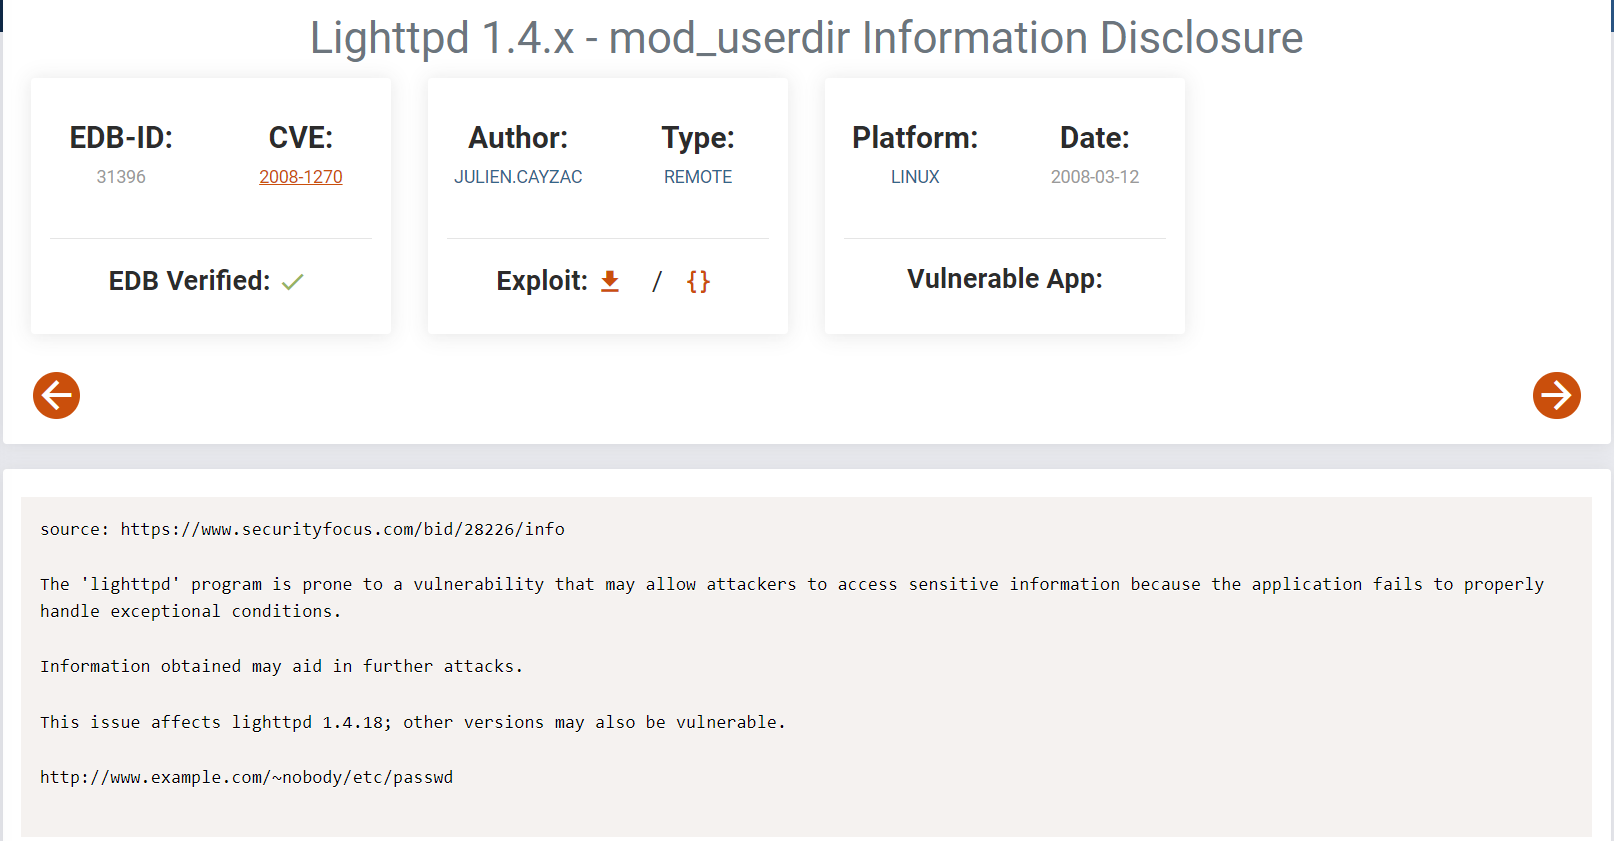 Lighttpd 1.4.x - mod_userdir Information Disclosure
EDB-ID:
31396
CVE:
2008-1270
EDB Verified:
Author:
JULIEN.CAYZAC
Type:
REMOTE
Exploit: / {}
Platform:
LINUX
Date:
2008-03-12
Vulnerable App:
source: https://www.securityfocus.com/bid/28226/info
The 'lighttpd' program is prone to a vulnerability that may allow attackers to access sensitive information because the application fails to properly
handle exceptional conditions.
Information obtained may aid in further attacks.
This issue affects lighttpd 1.4.18; other versions may also be vulnerable.
http://www.example.com/~nobody/etc/passwd